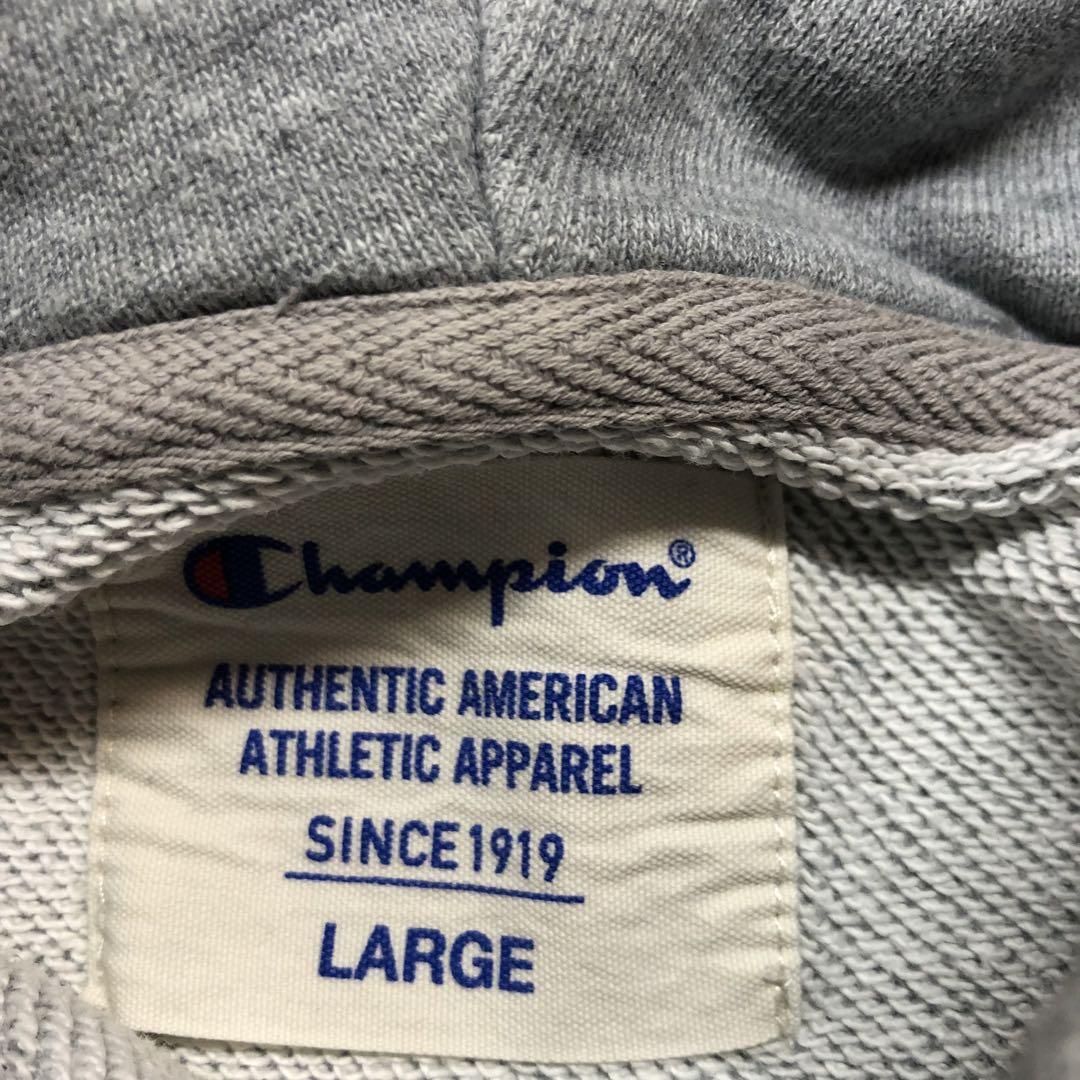 Champion®
AUTHENTIC AMERICAN
ATHLETIC APPAREL
SINCE 1919
LARGE